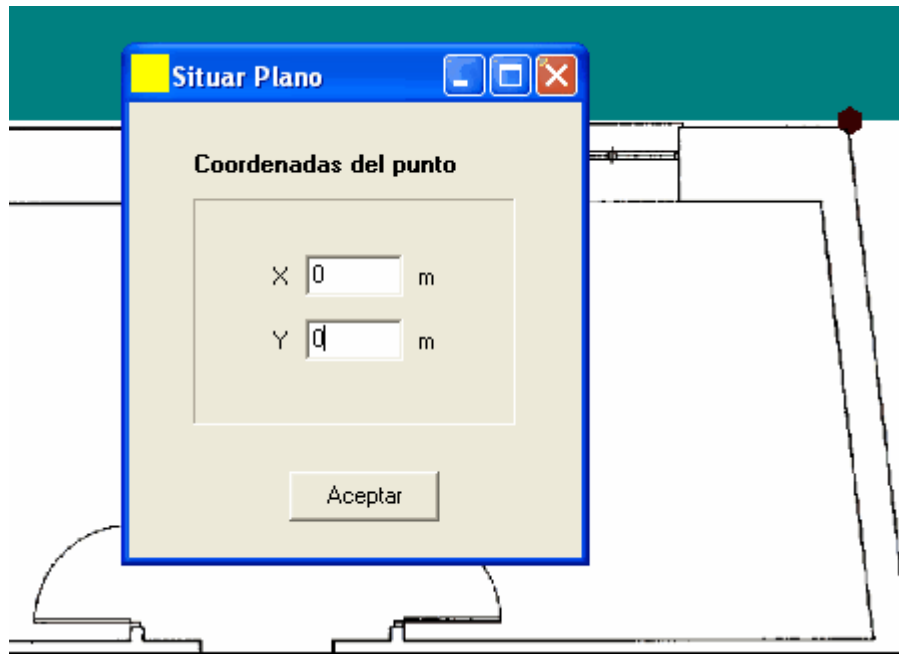 Situar Plano
Coordenadas del punto
X 0 m
Y 0 m
Aceptar